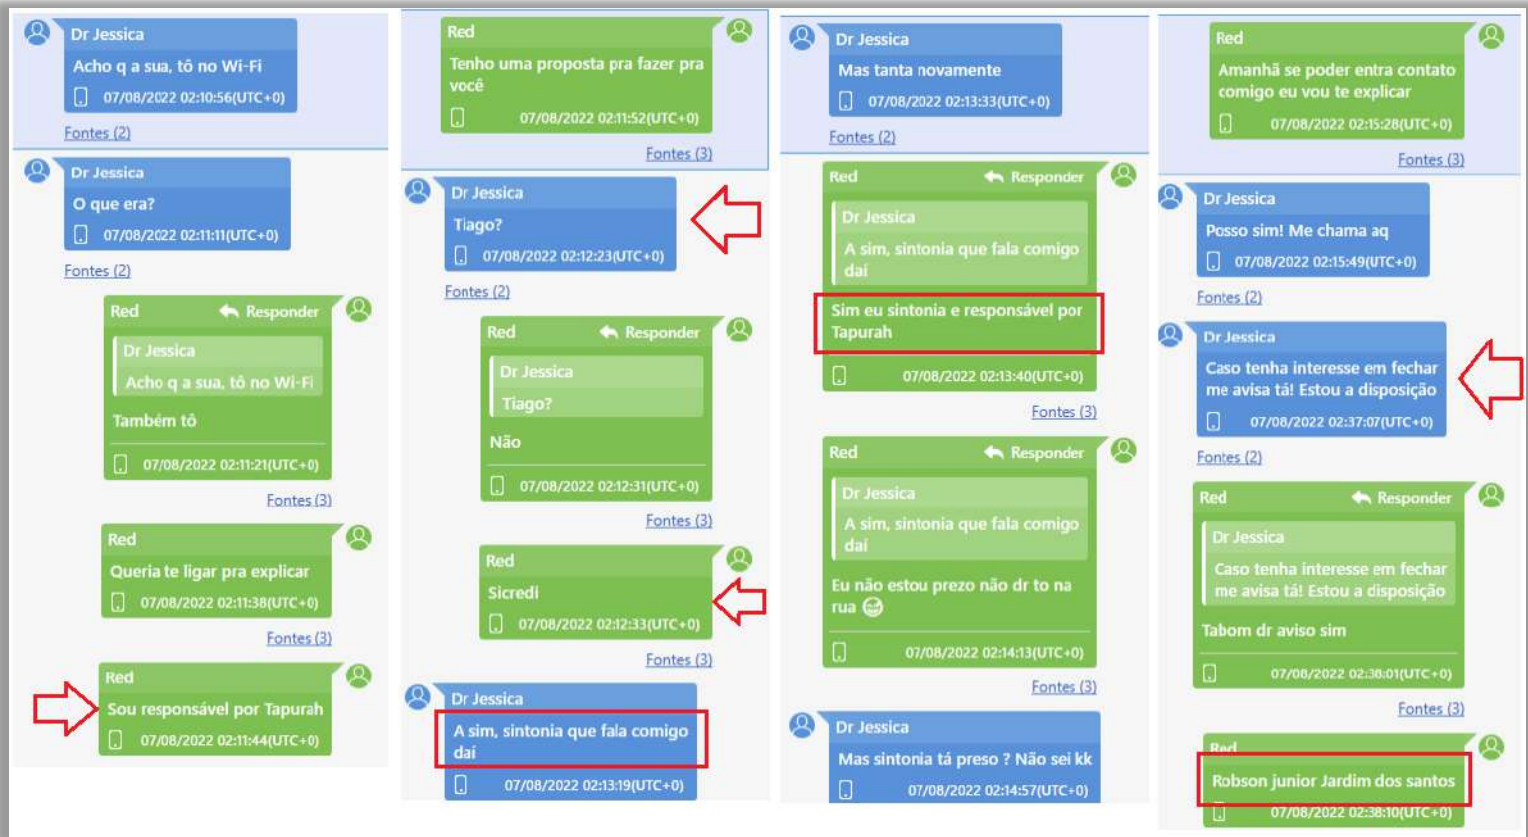 Dr Jessica
Acho q a sua, tô no Wi-Fi
07/08/2022 02:10:56(UTC+0)
Fontes (2)
Dr Jessica
O que era?
07/08/2022 02:11:11(UTC+0)
Fontes (2)
Red
Responder
Dr Jessica
Acho q a sua, tô no Wi-Fi
Também tô
07/08/2022 02:11:21(UTC+0)
Fontes (3)
Red
Queria te ligar pra explicar
07/08/2022 02:11:38(UTC+0)
Fontes (3)
Red
Sou responsável por Tapurah
07/08/2022 02:11:44(UTC+0)
Red
Tenho uma proposta pra fazer pra
você
07/08/2022 02:11:52(UTC+0)
Fontes (3)
Dr Jessica
Tiago?
07/08/2022 02:12:23(UTC+0)
Fontes (2)
Red
Responder
Dr Jessica
Tiago?
Não
07/08/2022 02:12:31(UTC+0)
Fontes (3)
Red
Sicredi
07/08/2022 02:12:33(UTC+0)
Fontes (3)
Dr Jessica
A sim, sintonia que fala comigo
daí
07/08/2022 02:13:19(UTC+0)
Dr Jessica
Mas tanta novamente
07/08/2022 02:13:33(UTC+0)
Fontes (2)
Red
Responder
Dr Jessica
A sim, sintonia que fala comigo
daí
Sim eu sintonia e responsável por
Tapurah
07/08/2022 02:13:40(UTC+0)
Fontes (3)
Red
Responder
Dr Jessica
A sim, sintonia que fala comigo
daí
Eu não estou prezo não dr to na
rua 😅
07/08/2022 02:14:13(UTC+0)
Fontes (3)
Dr Jessica
Mas sintonia tá preso ? Não sei kk
07/08/2022 02:14:57(UTC+0)
Red
Amanhã se poder entra contato
comigo eu vou te explicar
07/08/2022 02:15:28(UTC+0)
Fontes (3)
Dr Jessica
Posso sim! Me chama aq
07/08/2022 02:15:49(UTC+0)
Fontes (2)
Dr Jessica
Caso tenha interesse em fechar
me avisa tá! Estou a disposição
07/08/2022 02:37:07(UTC+0)
Fontes (2)
Red
Responder
Dr Jessica
Caso tenha interesse em fechar
me avisa tá! Estou a disposição
Tabom dr aviso sim
07/08/2022 02:38:01(UTC+0)
Fontes (3)
Red
Robson junior Jardim dos santos
07/08/2022 02:38:10(UTC+0)